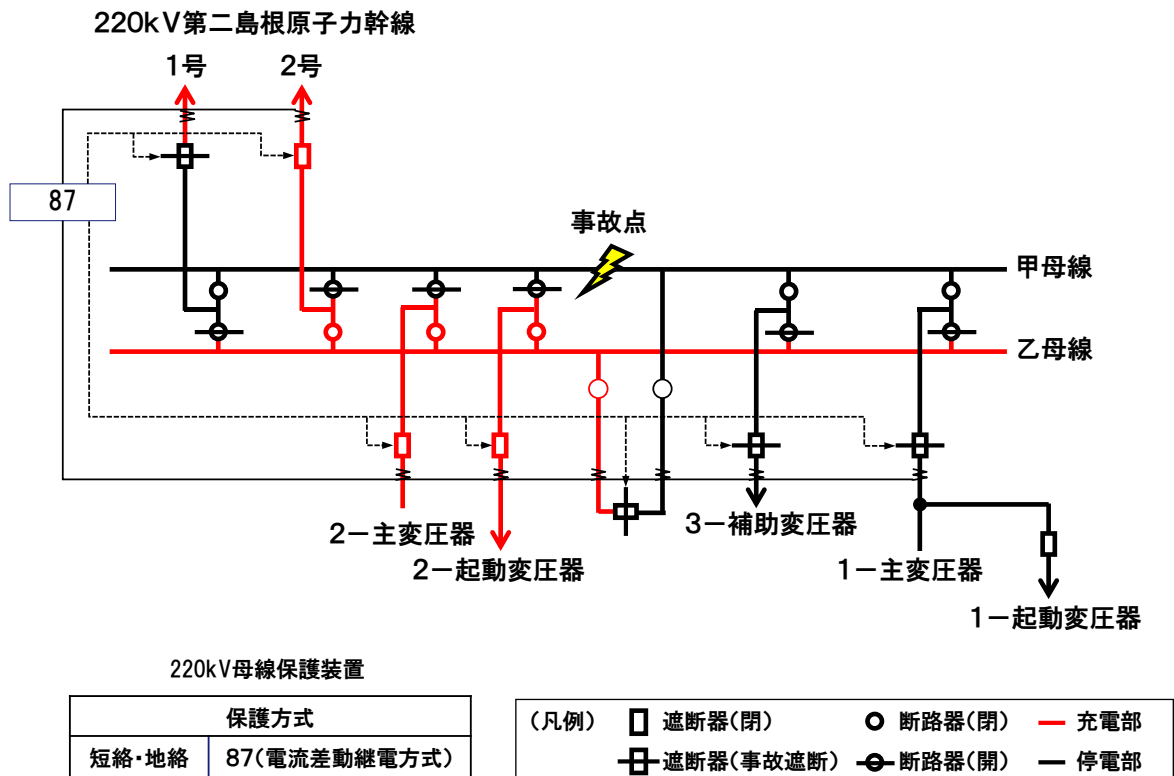 220kV第二島根原子力幹線
1号
2号
87
事故点
甲母線
乙母線
2－主変圧器
2－起動変圧器
3－補助変圧器
1－主変圧器
1－起動変圧器
220kV母線保護装置
保護方式
短絡・地絡 87(電流差動継電方式)
(凡例) 遮断器(閉) 断路器(閉) 充電部
遮断器(事故遮断) 断路器(開) 停電部